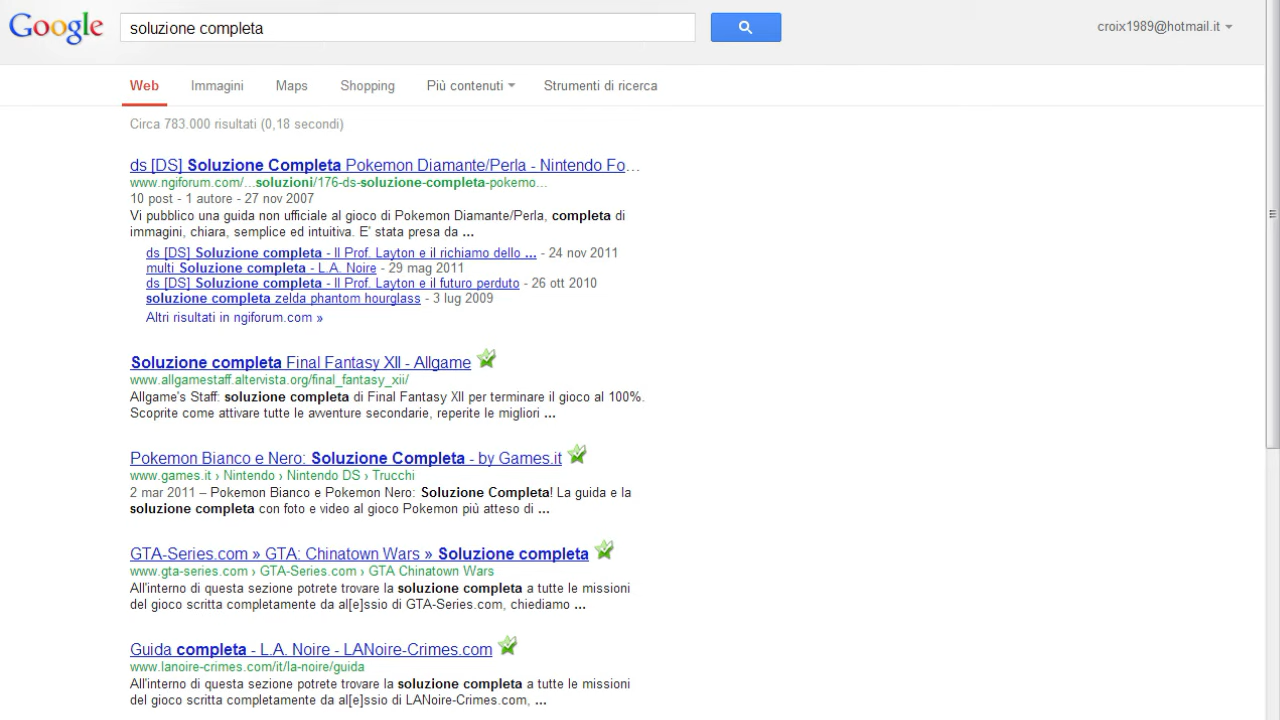 Google
soluzione completa
croix1989@hotmail.it
Web Immagini Maps Shopping Più contenuti Strumenti di ricerca
Circa 783.000 risultati (0,18 secondi)
ds [DS] Soluzione Completa Pokemon Diamante/Perla - Nintendo Fo...
www.ngiforum.com/...soluzioni/176-ds-soluzione-completa-pokemo...
10 post - 1 autore - 27 nov 2007
Vi pubblico una guida non ufficiale al gioco di Pokemon Diamante/Perla, completa di
immagini, chiara, semplice ed intuitiva. E' stata presa da ...
ds [DS] Soluzione completa - Il Prof. Layton e il richiamo dello ... - 24 nov 2011
multi Soluzione completa - L.A. Noire - 29 mag 2011
ds [DS] Soluzione completa - Il Prof. Layton e il futuro perduto - 26 ott 2010
soluzione completa zelda phantom hourglass - 3 lug 2009
Altri risultati in ngiforum.com »
Soluzione completa Final Fantasy XII - Allgame
www.allgamestaff.altervista.org/final_fantasy_xii/
Allgame's Staff: soluzione completa di Final Fantasy XII per terminare il gioco al 100%.
Scoprite come attivare tutte le avventure secondarie, reperite le migliori ...
Pokemon Bianco e Nero: Soluzione Completa - by Games.it
www.games.it › Nintendo › Nintendo DS › Trucchi
2 mar 2011 – Pokemon Bianco e Pokemon Nero: Soluzione Completa! La guida e la
soluzione completa con foto e video al gioco Pokemon più atteso di ...
GTA-Series.com » GTA: Chinatown Wars » Soluzione completa
www.gta-series.com › GTA-Series.com › GTA Chinatown Wars
All'interno di questa sezione potrete trovare la soluzione completa a tutte le missioni
del gioco scritta completamente da al[e]ssio di GTA-Series.com, chiediamo ...
Guida completa - L.A. Noire - LANoire-Crimes.com
www.lanoire-crimes.com/it/la-noire/guida
All'interno di questa sezione potrete trovare la soluzione completa a tutte le missioni
del gioco scritta completamente da al[e]ssio di LANoire-Crimes.com, ...